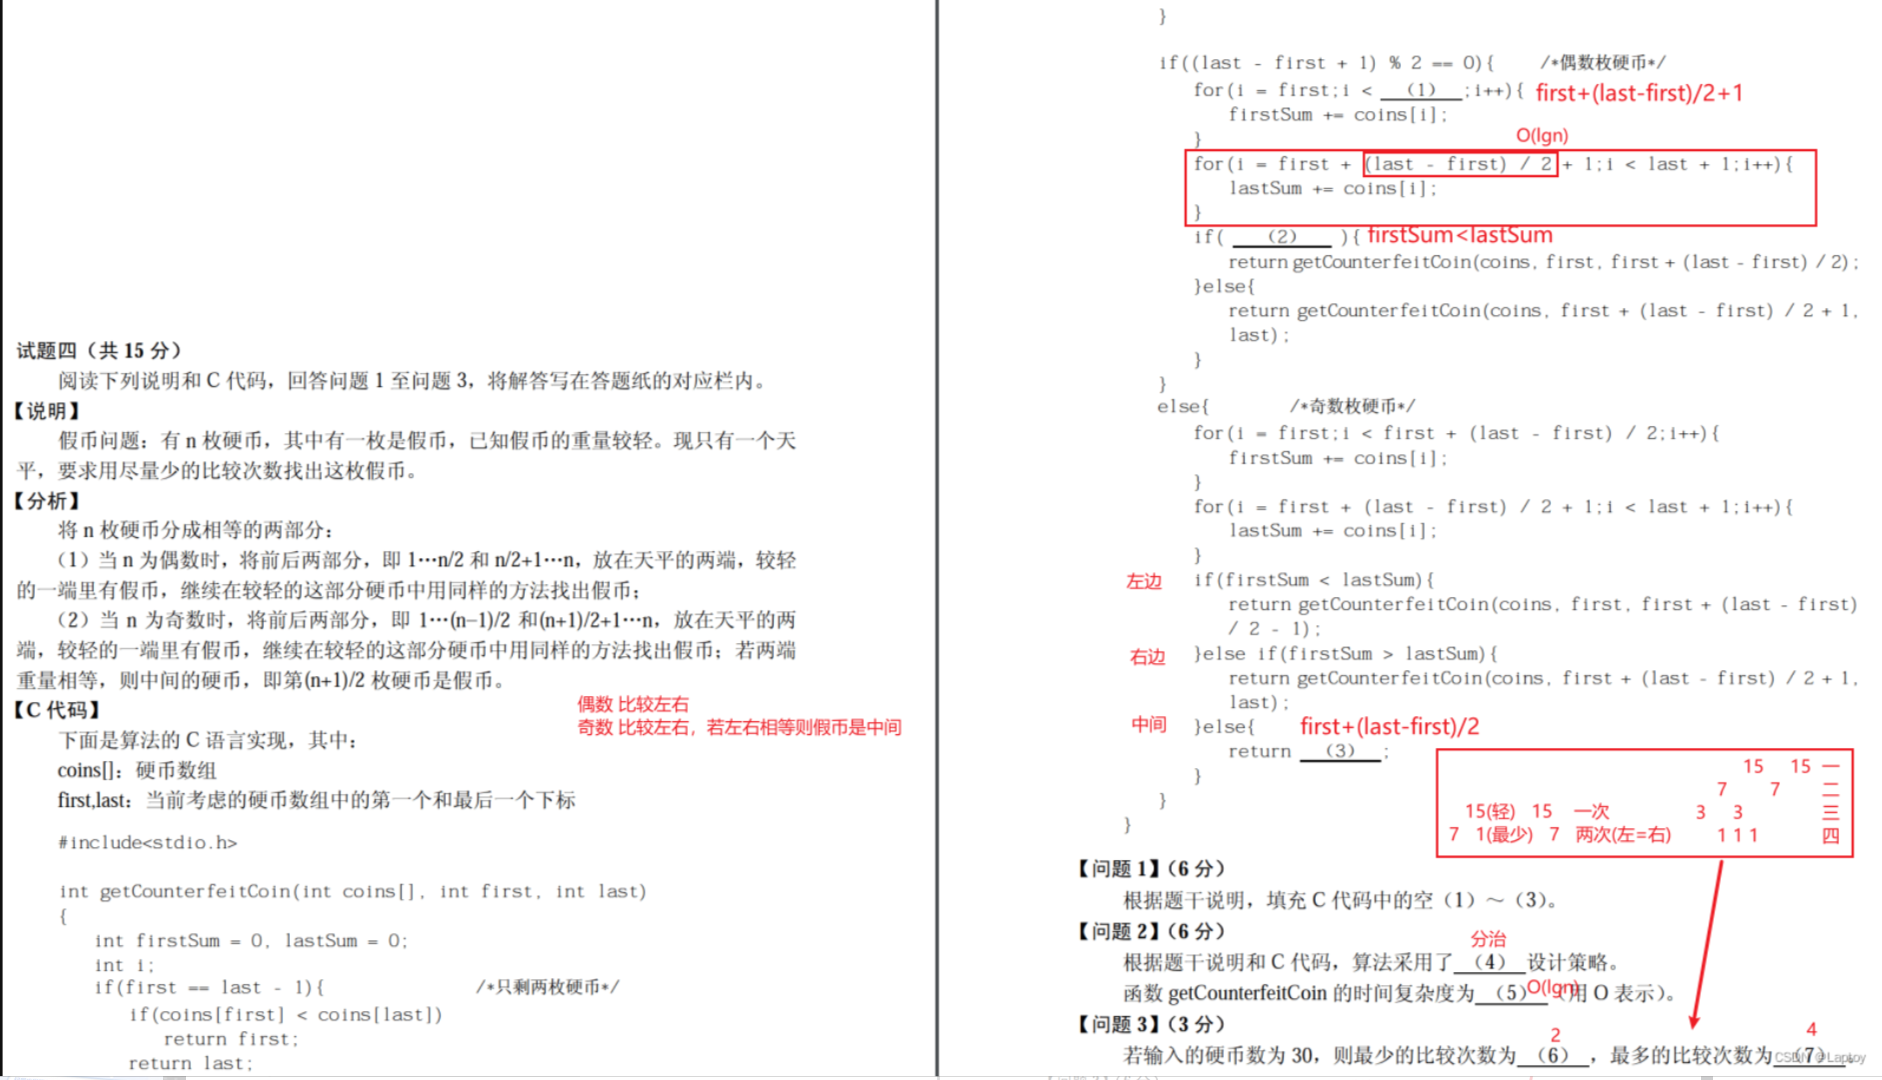 试题四（共 15 分）
阅读下列说明和 C 代码，回答问题 1 至问题 3，将解答写在答题纸的对应栏内。
【说明】
假币问题：有 n 枚硬币，其中有一枚是假币，已知假币的重量较轻。现只有一个天
平，要求用尽量少的比较次数找出这枚假币。
【分析】
将 n 枚硬币分成相等的两部分：
（1）当 n 为偶数时，将前后两部分，即 1…n/2 和 n/2+1…n，放在天平的两端，较轻
的一端里有假币，继续在较轻的这部分硬币中用同样的方法找出假币；
（2）当 n 为奇数时，将前后两部分，即 1…(n−1)/2 和(n+1)/2+1…n，放在天平的两
端，较轻的一端里有假币，继续在较轻的这部分硬币中用同样的方法找出假币；若两端
重量相等，则中间的硬币，即第(n+1)/2 枚硬币是假币。
偶数 比较左右
【C 代码】
奇数 比较左右，若左右相等则假币是中间
下面是算法的 C 语言实现，其中：
coins[]：硬币数组
first,last：当前考虑的硬币数组中的第一个和最后一个下标
#include<stdio.h>
int getCounterfeitCoin(int coins[], int first, int last)
{
int firstSum = 0, lastSum = 0;
int i;
if(first == last - 1){ /*只剩两枚硬币*/
if(coins[first] < coins[last])
return first;
return last;
}
if((last - first + 1) % 2 == 0){ /*偶数枚硬币*/
for(i = first;i < （1） ;i++){ first+(last-first)/2+1
firstSum += coins[i];
}
O(lgn)
for(i = first + (last - first) / 2 + 1;i < last + 1;i++){
lastSum += coins[i];
}
if( （2） ){ firstSum<lastSum
return getCounterfeitCoin(coins, first, first + (last - first) / 2);
}else{
return getCounterfeitCoin(coins, first + (last - first) / 2 + 1,
last);
}
}
else{ /*奇数枚硬币*/
for(i = first;i < first + (last - first) / 2;i++){
firstSum += coins[i];
}
for(i = first + (last - first) / 2 + 1;i < last + 1;i++){
lastSum += coins[i];
}
左边 if(firstSum < lastSum){
return getCounterfeitCoin(coins, first, first + (last - first)
/ 2 - 1);
右边 }else if(firstSum > lastSum){
return getCounterfeitCoin(coins, first + (last - first) / 2 + 1,
last);
中间 }else{ first+(last-first)/2
return （3） ;
}
}
}
15 15 一
7 7 二
15(轻) 15 一次 3 3 三
7 1(最少) 7 两次(左=右) 1 1 1 四
【问题 1】（6 分）
根据题干说明，填充 C 代码中的空（1）～（3）。
【问题 2】（6 分）
分治
根据题干说明和 C 代码，算法采用了 （4） 设计策略。
函数 getCounterfeitCoin 的时间复杂度为 （5） O(lgn) （用 O 表示）。
【问题 3】（3 分）
2 4
若输入的硬币数为 30，则最少的比较次数为 （6） ，最多的比较次数为 （7）
CSDN @Laptoy